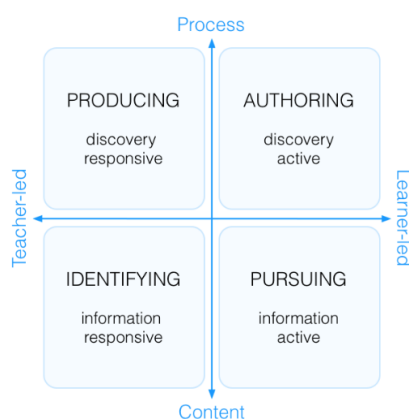 Process
PRODUCING
discovery
responsive
AUTHORING
discovery
active
Teacher-led
Learner-led
IDENTIFYING
information
responsive
PURSUING
information
active
Content